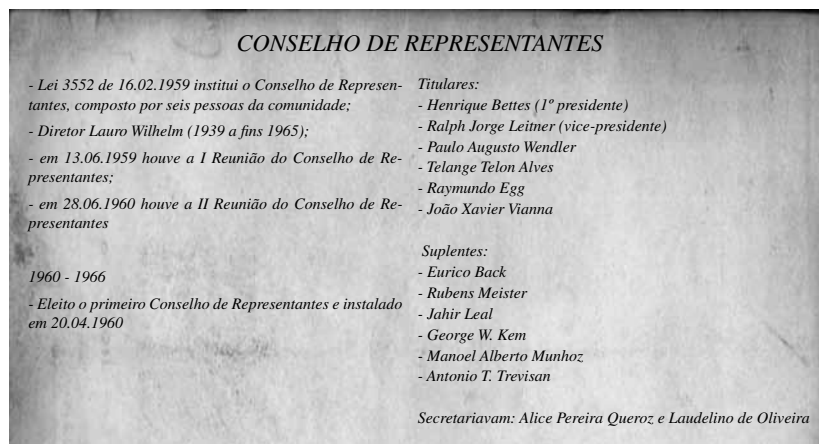 CONSELHO DE REPRESENTANTES
- Lei 3552 de 16.02.1959 institui o Conselho de Represen-
tantes, composto por seis pessoas da comunidade;
- Diretor Lauro Wilhelm (1939 a fins 1965);
- em 13.06.1959 houve a I Reunião do Conselho de Re-
presentantes;
- em 28.06.1960 houve a II Reunião do Conselho de Re-
presentantes
1960 - 1966
- Eleito o primeiro Conselho de Representantes e instalado
em 20.04.1960
Titulares:
- Henrique Bettes (1º presidente)
- Ralph Jorge Leitner (vice-presidente)
- Paulo Augusto Wendler
- Telange Telon Alves
- Raymundo Egg
- João Xavier Vianna
Suplentes:
- Eurico Back
- Rubens Meister
- Jahir Leal
- George W. Kem
- Manoel Alberto Munhoz
- Antonio T. Trevisan
Secretariavam: Alice Pereira Queroz e Laudelino de Oliveira